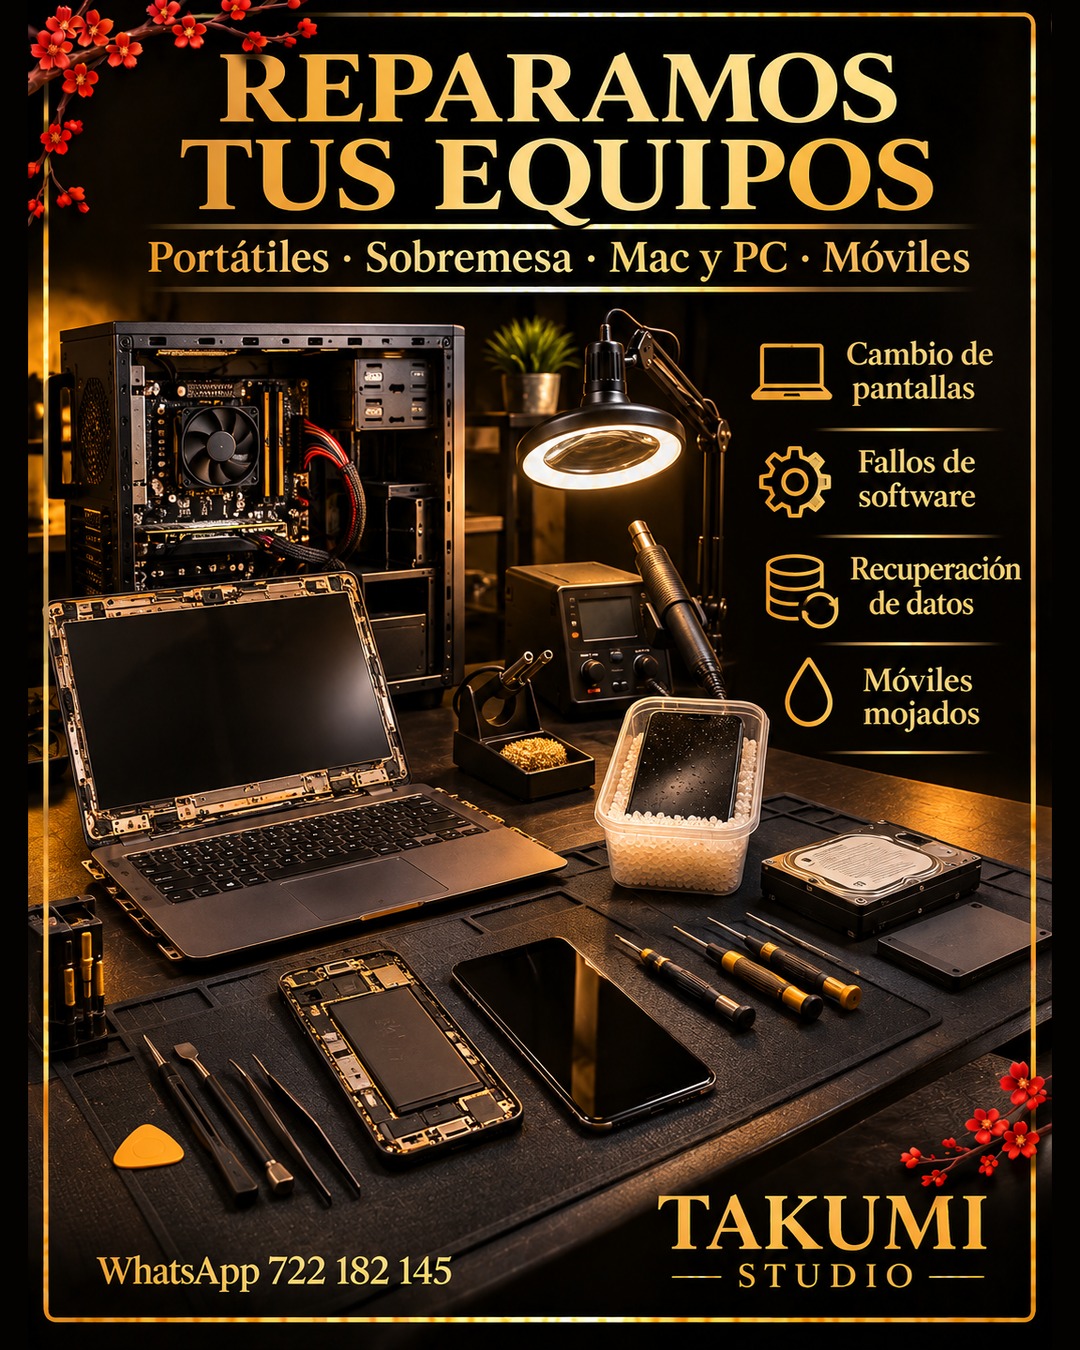 REPARAMOS
TUS EQUIPOS
Portátiles · Sobremesa · Mac y PC · Móviles
Cambio de
pantallas
Fallos de
software
Recuperación
de datos
Móviles
mojados
TAKUMI
STUDIO
WhatsApp 722 182 145